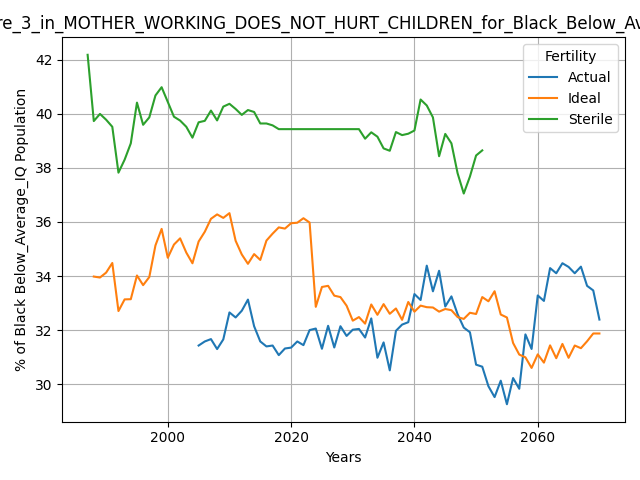 re_3_in_MOTHER_WORKING_DOES_NOT_HURT_CHILDREN_for_Black_Below_Av
Fertility
Actual
Ideal
Sterile
% of Black Below_Average_IQ Population
42
40
38
36
34
32
30
2000
2020
2040
2060
Years